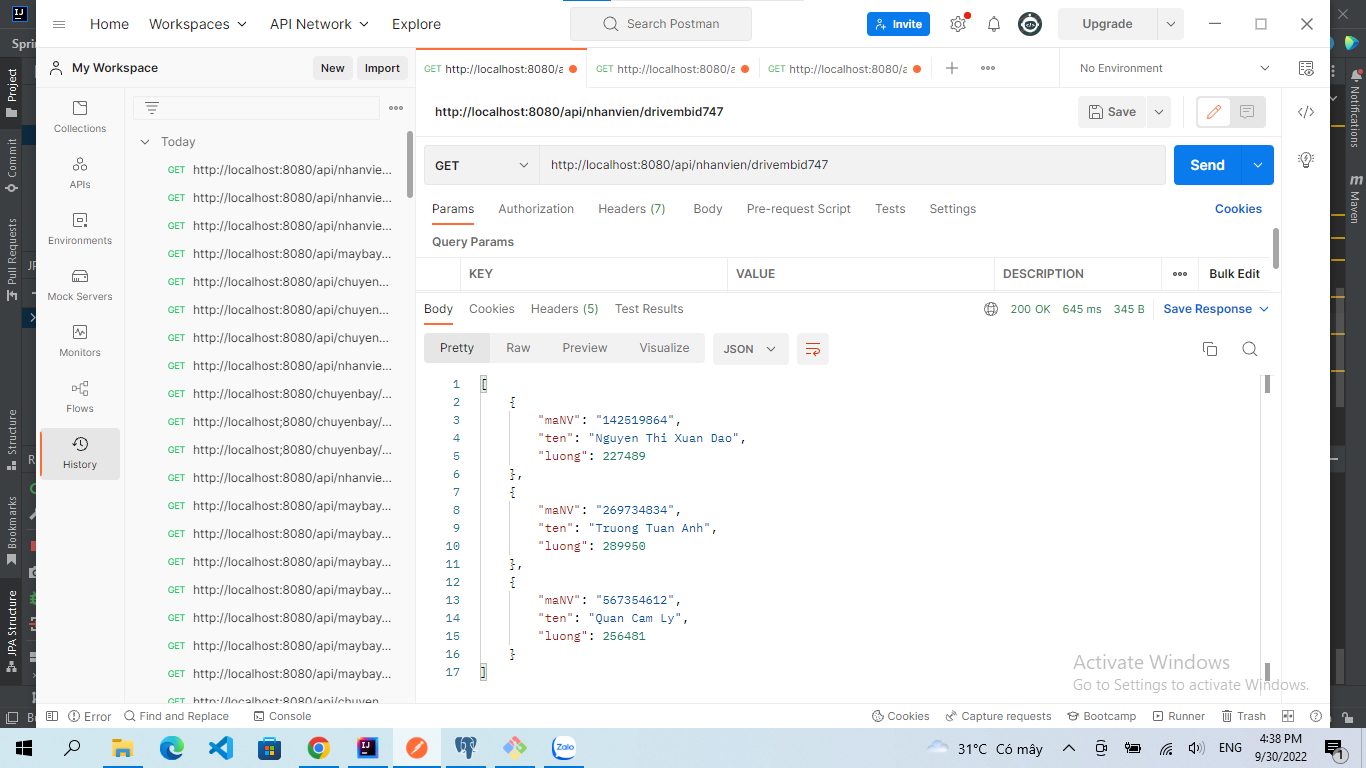 Home Workspaces API Network Explore Search Postman Invite Upgrade
Sprin
My Workspace New Import
GET http://localhost:8080/a GET http://localhost:8080/a GET http://localhost:8080/a No Environment
Project
Commit
Pull Request
Structure
Bookmarks
JPA Structure
Notifications
m Maven
Collections
APIs
Environments
Mock Servers
Monitors
Flows
History
Today
GET http://localhost:8080/api/nhanvie...
GET http://localhost:8080/api/nhanvie...
GET http://localhost:8080/api/nhanvie...
GET http://localhost:8080/api/maybay...
GET http://localhost:8080/api/chuyen...
GET http://localhost:8080/api/chuyen...
GET http://localhost:8080/api/chuyen...
GET http://localhost:8080/api/nhanvie...
GET http://localhost:8080/chuyenbay/...
GET http://localhost;8080/chuyenbay/...
GET http://localhost;8080/chuyenbay/...
GET http://localhost:8080/api/nhanvie...
GET http://localhost:8080/api/maybay...
GET http://localhost:8080/api/maybay...
GET http://localhost:8080/api/maybay...
GET http://localhost:8080/api/maybay...
GET http://localhost:8080/api/maybay...
GET http://localhost:8080/api/maybay...
GET http://localhost:8080/api/maybay...
GET http://localhost:8080/api/chuyen
http://localhost:8080/api/nhanvien/drivembid747 Save
GET http://localhost:8080/api/nhanvien/drivembid747 Send
Params Authorization Headers (7) Body Pre-request Script Tests Settings Cookies
Query Params
KEY VALUE DESCRIPTION Bulk Edit
Body Cookies Headers (5) Test Results 200 OK 645 ms 345 B Save Response
Pretty Raw Preview Visualize JSON
1 [
2 {
3 "maNV": "142519864",
4 "ten": "Nguyen Thi Xuan Dao",
5 "luong": 227489
6 },
7 {
8 "maNV": "269734834",
9 "ten": "Truong Tuan Anh",
10 "luong": 289950
11 },
12 {
13 "maNV": "567354612",
14 "ten": "Quan Cam Ly",
15 "luong": 256481
16 }
17 ]
Activate Windows
Go to Settings to activate Windows.
Error Find and Replace Console Cookies Capture requests Bootcamp Runner Trash
Zalo
31°C Có mây ENG
4:38 PM
9/30/2022
1